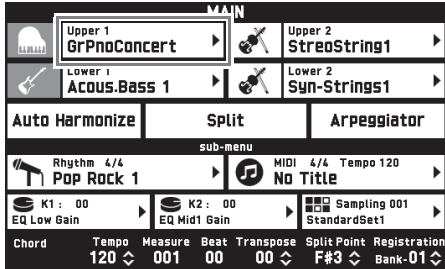 MAIN
Upper 1
GrPnoConcert
Upper 2
StreoString1
Lower 1
Acous.Bass 1
Lower 2
Syn-Strings1
Auto Harmonize
Split
Arpeggiator
sub-menu
Rhythm 4/4
Pop Rock 1
MIDI 4/4 Tempo 120
No Title
K1: 00
EQ Low Gain
K2: 00
EQ Mid1 Gain
Sampling 001
StandardSet1
Chord Tempo Measure Beat Transpose Split Point Registration
120 001 00 00 F#3 Bank-01